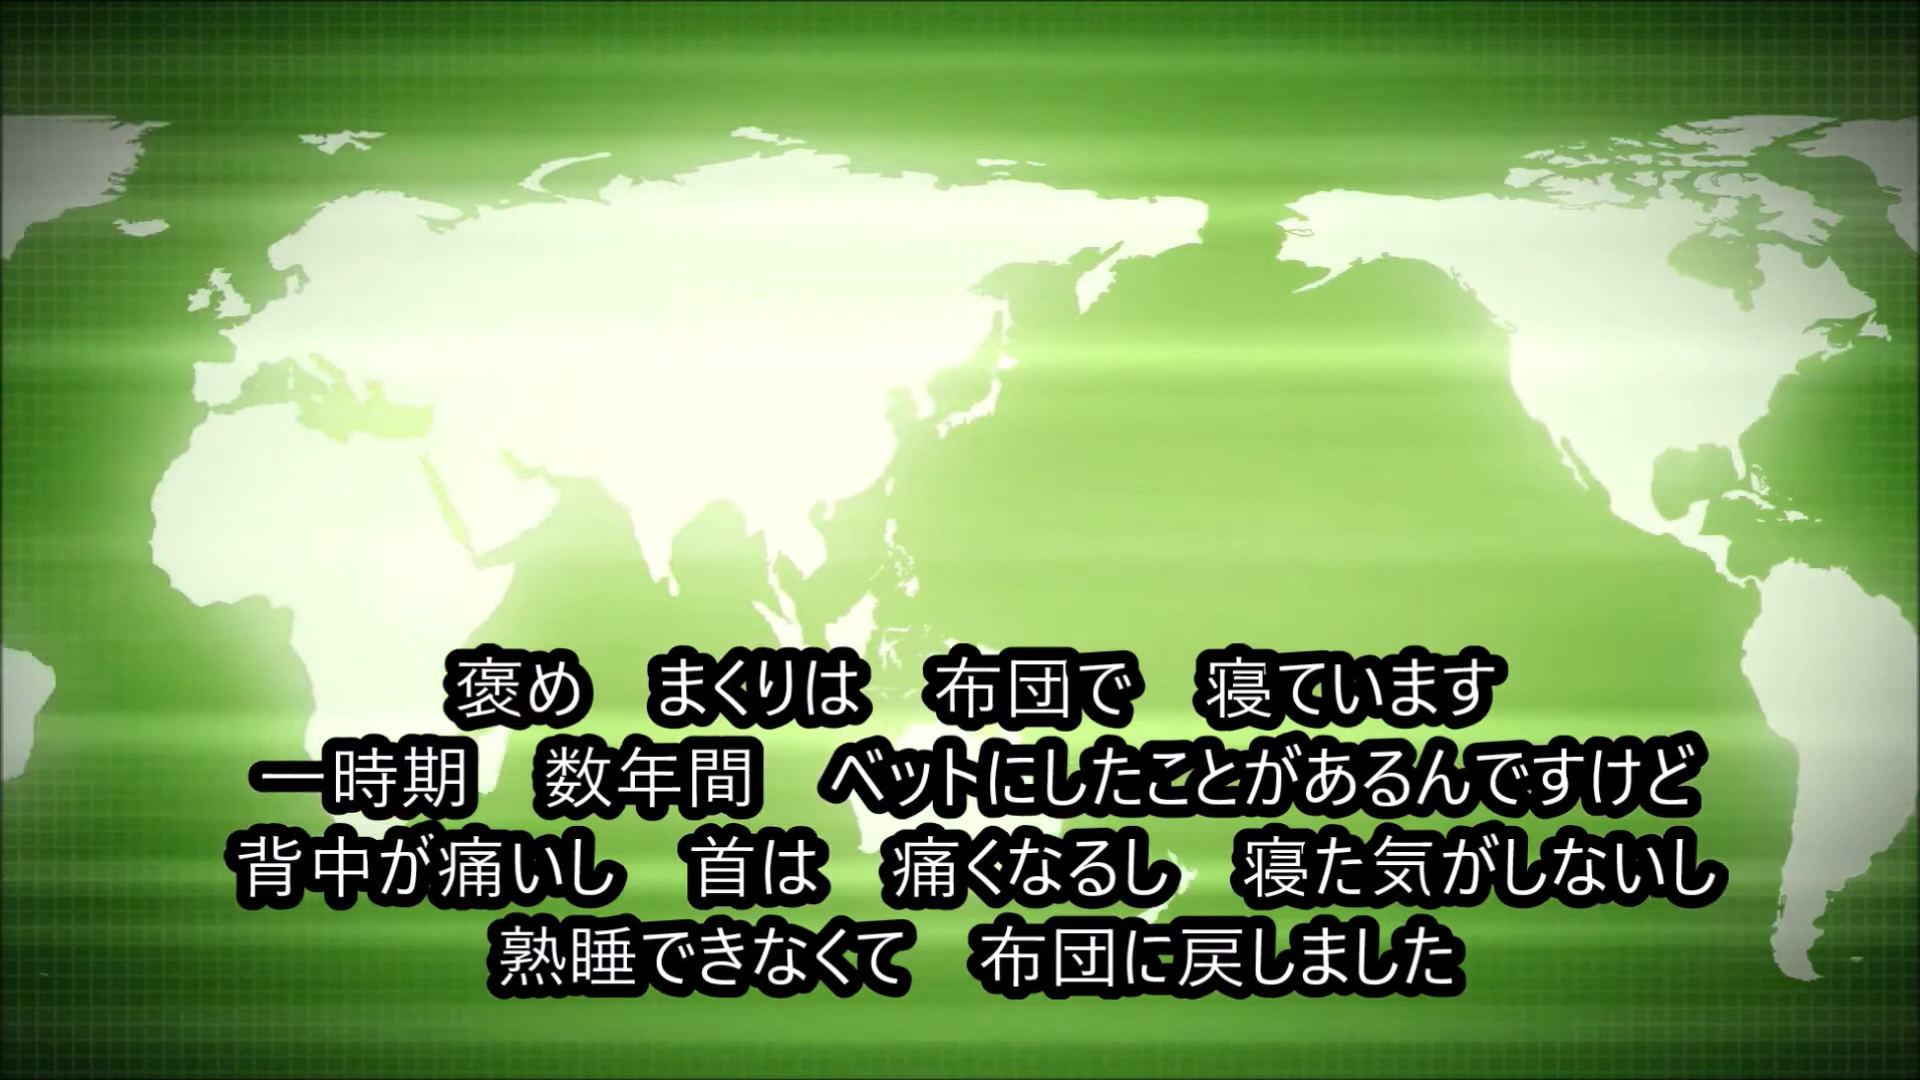 褒め　まくりは　布団で　寝ています
一時期　数年間　ベットにしたことがあるんですけど
背中が痛いし　首は　痛くなるし　寝た気がしないし
熟睡できなくて　布団に戻しました